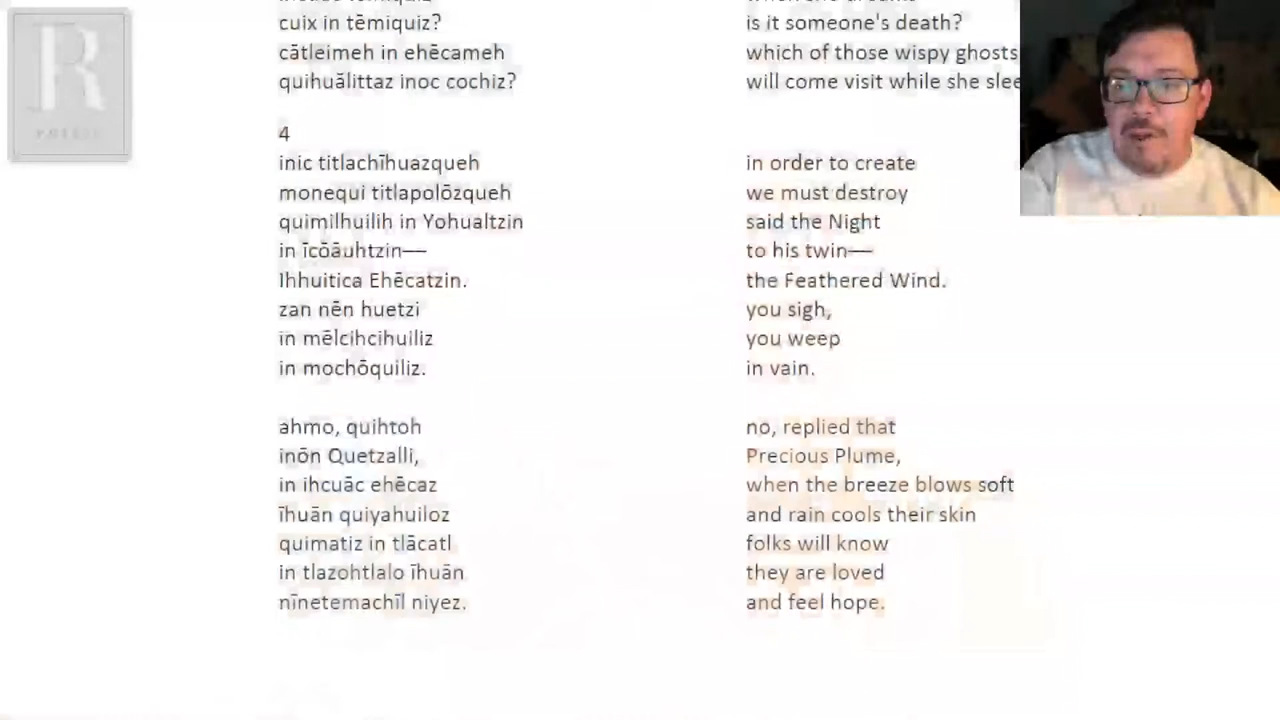 cuix in tēmiquiz?
cātleimeh in ehēcameh
quihuālittaz inoc cochiz?
4
inic titlachīhuazqueh
monequi titlapolōzqueh
quimilhuilih in Yohualtzin
in īcōāuhtzin—
Ihhuitica Ehēcatzin.
zan nēn huetzi
in mēlcihcihuiliz
in mochōquiliz.
ahmo, quihtoh
inōn Quetzalli,
in ihcuāc ehēcaz
īhuān quiyahuiloz
quimatiz in tlācatl
in tlazohtlalo īhuān
nīnetemachīl niyez.
is it someone's death?
which of those wispy ghosts
will come visit while she
in order to create
we must destroy
said the Night
to his twin—
the Feathered Wind.
you sigh,
you weep
in vain.
no, replied that
Precious Plume,
when the breeze blows soft
and rain cools their skin
folks will know
they are loved
and feel hope.
R